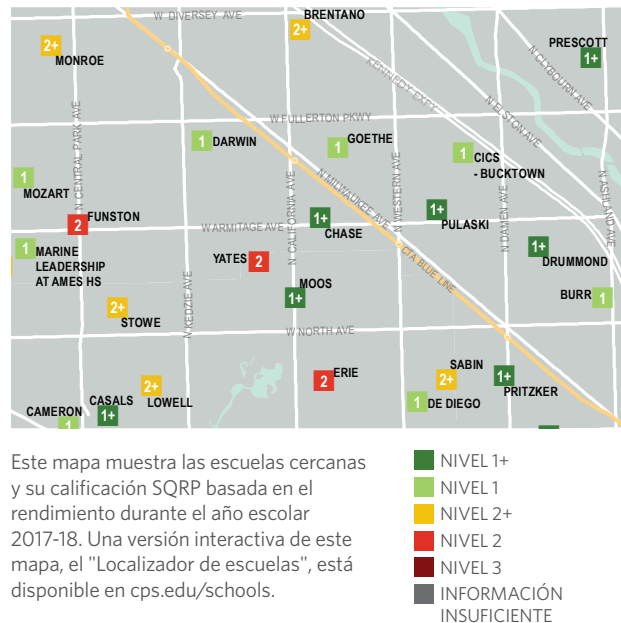 W DIVERSEY AVE
BRENTANO
2+
2+
MONROE
PRESCOTT
1+
N CLYBOURN AVE
KENNEDY EXPY
N ELSTON AVE
N CENTRAL PARK AVE
W FULLERTON PKWY
1
DARWIN
GOETHE
1
1
CICS
- BUCKTOWN
N MILWAUKEE AVE
N WESTERN AVE
N CALIFORNIA AVE
N DAMEN AVE
N ASHLAND AVE
1
MOZART
FUNSTON
2
W ARMITAGE AVE
1+
CHASE
1+
PULASKI
1
MARINE
LEADERSHIP
AT AMES HS
YATES
2
1+
DRUMMOND
CTA BLUE LINE
MOOS
1+
BURR
1
2+
STOWE
N KEDZIE AVE
W NORTH AVE
2
ERIE
SABIN
2+
1+
PRITZKER
2+
LOWELL
CASALS
1+
1
DE DIEGO
CAMERON
1
Este mapa muestra las escuelas cercanas
y su calificación SQRP basada en el
rendimiento durante el año escolar
2017-18. Una versión interactiva de este
mapa, el "Localizador de escuelas", está
disponible en cps.edu/schools.
NIVEL 1+
NIVEL 1
NIVEL 2+
NIVEL 2
NIVEL 3
INFORMACIÓN
INSUFICIENTE